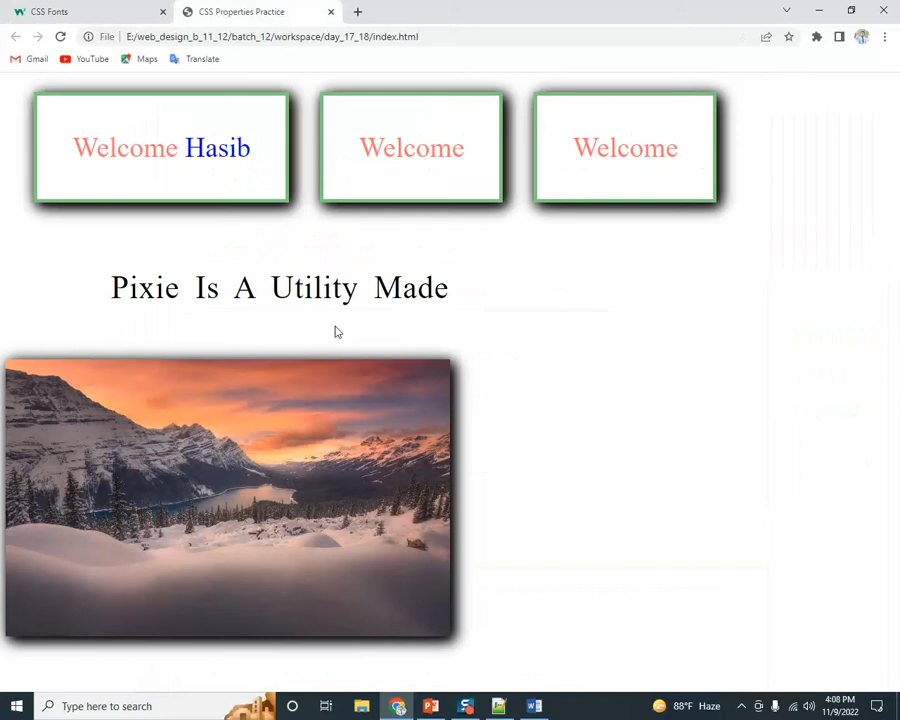 CSS Fonts
CSS Properties Practice
File
E:/web_design_b_11_12/batch_12/workspace/day_17_18/index.html
Gmail
YouTube
Maps
Translate
Welcome Hasib
Welcome
Welcome
Pixie Is A Utility Made
Type here to search
88°F Haze
4:08 PM
11/9/2022